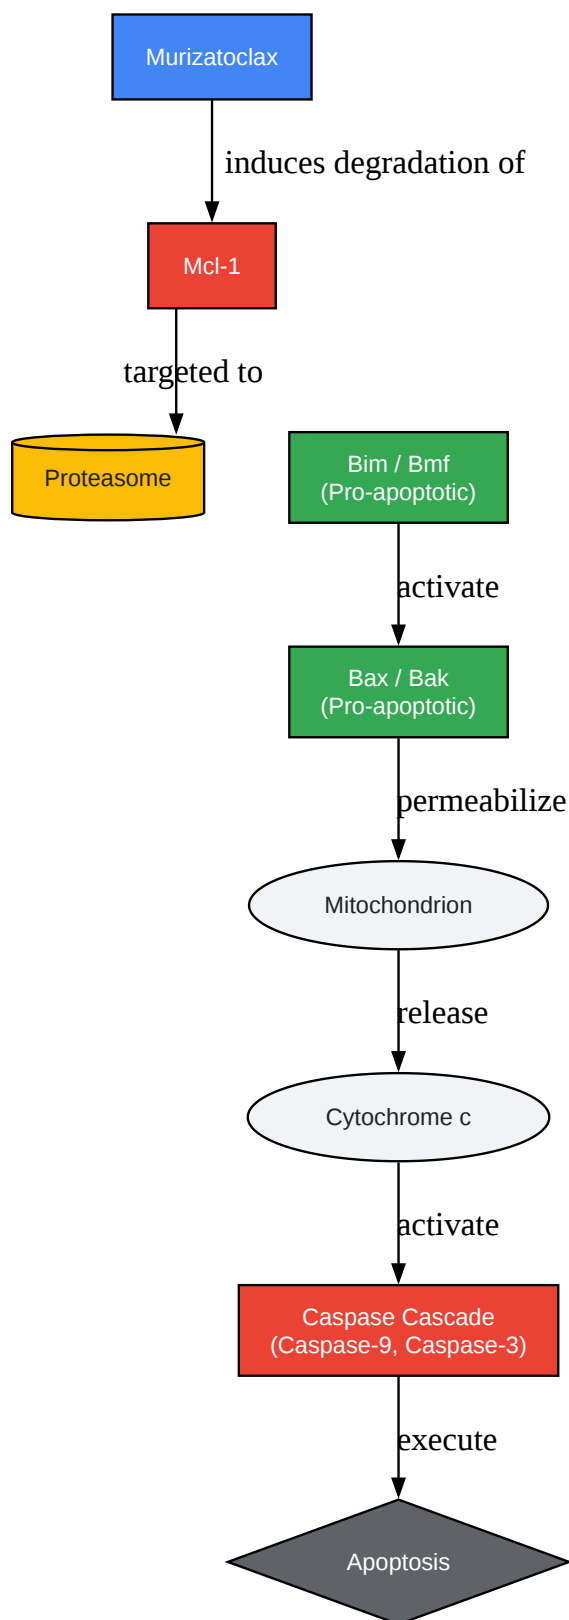 Murizatoclax
induces degradation of
Mcl-1
targeted to
Proteasome
Bim / Bmf
(Pro-apoptotic)
activate
Bax / Bak
(Pro-apoptotic)
permeabilize
Mitochondrion
release
Cytochrome c
activate
Caspase Cascade
(Caspase-9, Caspase-3)
execute
Apoptosis